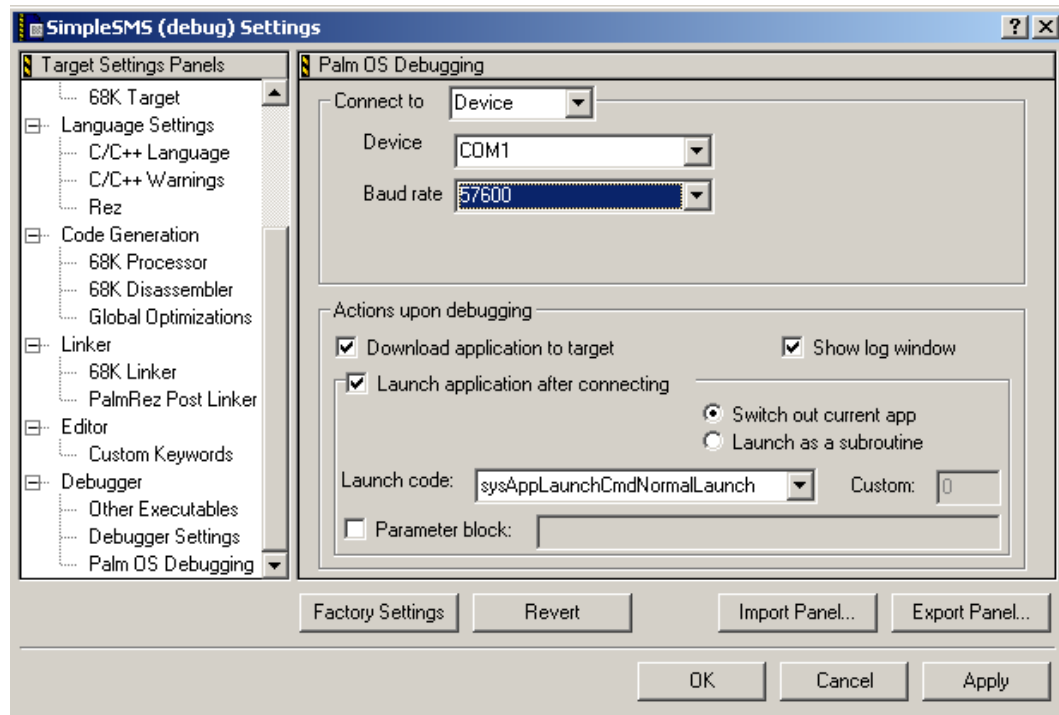 SimpleSMS (debug) Settings
Target Settings Panels
68K Target
Language Settings
C/C++ Language
C/C++ Warnings
Rez
Code Generation
68K Processor
68K Disassembler
Global Optimizations
Linker
68K Linker
PalmRez Post Linker
Editor
Custom Keywords
Debugger
Other Executables
Debugger Settings
Palm OS Debugging
Palm OS Debugging
Connect to Device
Device COM1
Baud rate 57600
Actions upon debugging
Download application to target Show log window
Launch application after connecting
Switch out current app
Launch as a subroutine
Launch code: sysAppLaunchCmdNormalLaunch Custom: 0
Parameter block:
Factory Settings Revert Import Panel... Export Panel...
OK Cancel Apply